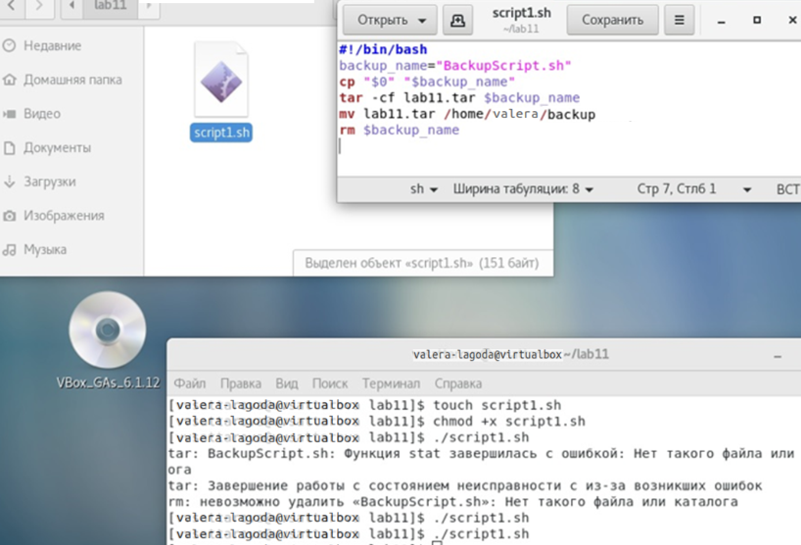 lab11
Недавние
Домашняя папка
Видео
Документы
Загрузки
Изображения
Музыка
script1.sh
Выделен объект «script1.sh» (151 байт)
Открыть
script1.sh
~/lab11
Сохранить
#!/bin/bash
backup_name="BackupScript.sh"
cp "$0" "$backup_name"
tar -cf lab11.tar $backup_name
mv lab11.tar /home/valera/backup
rm $backup_name
sh
Ширина табуляции: 8
Стр 7, Стлб 1
ВСТ
VBox_GAs_6.1.12
valera-lagoda@virtualbox:~/lab11
Файл Правка Вид Поиск Терминал Справка
[valera-lagoda@virtualbox lab11]$ touch script1.sh
[valera-lagoda@virtualbox lab11]$ chmod +x script1.sh
[valera-lagoda@virtualbox lab11]$ ./script1.sh
tar: BackupScript.sh: Функция stat завершилась с ошибкой: Нет такого файла или
ога
tar: Завершение работы с состоянием неисправности с из-за возникших ошибок
rm: невозможно удалить «BackupScript.sh»: Нет такого файла или каталога
[valera-lagoda@virtualbox lab11]$ ./script1.sh
[valera-lagoda@virtualbox lab11]$ ./script1.sh